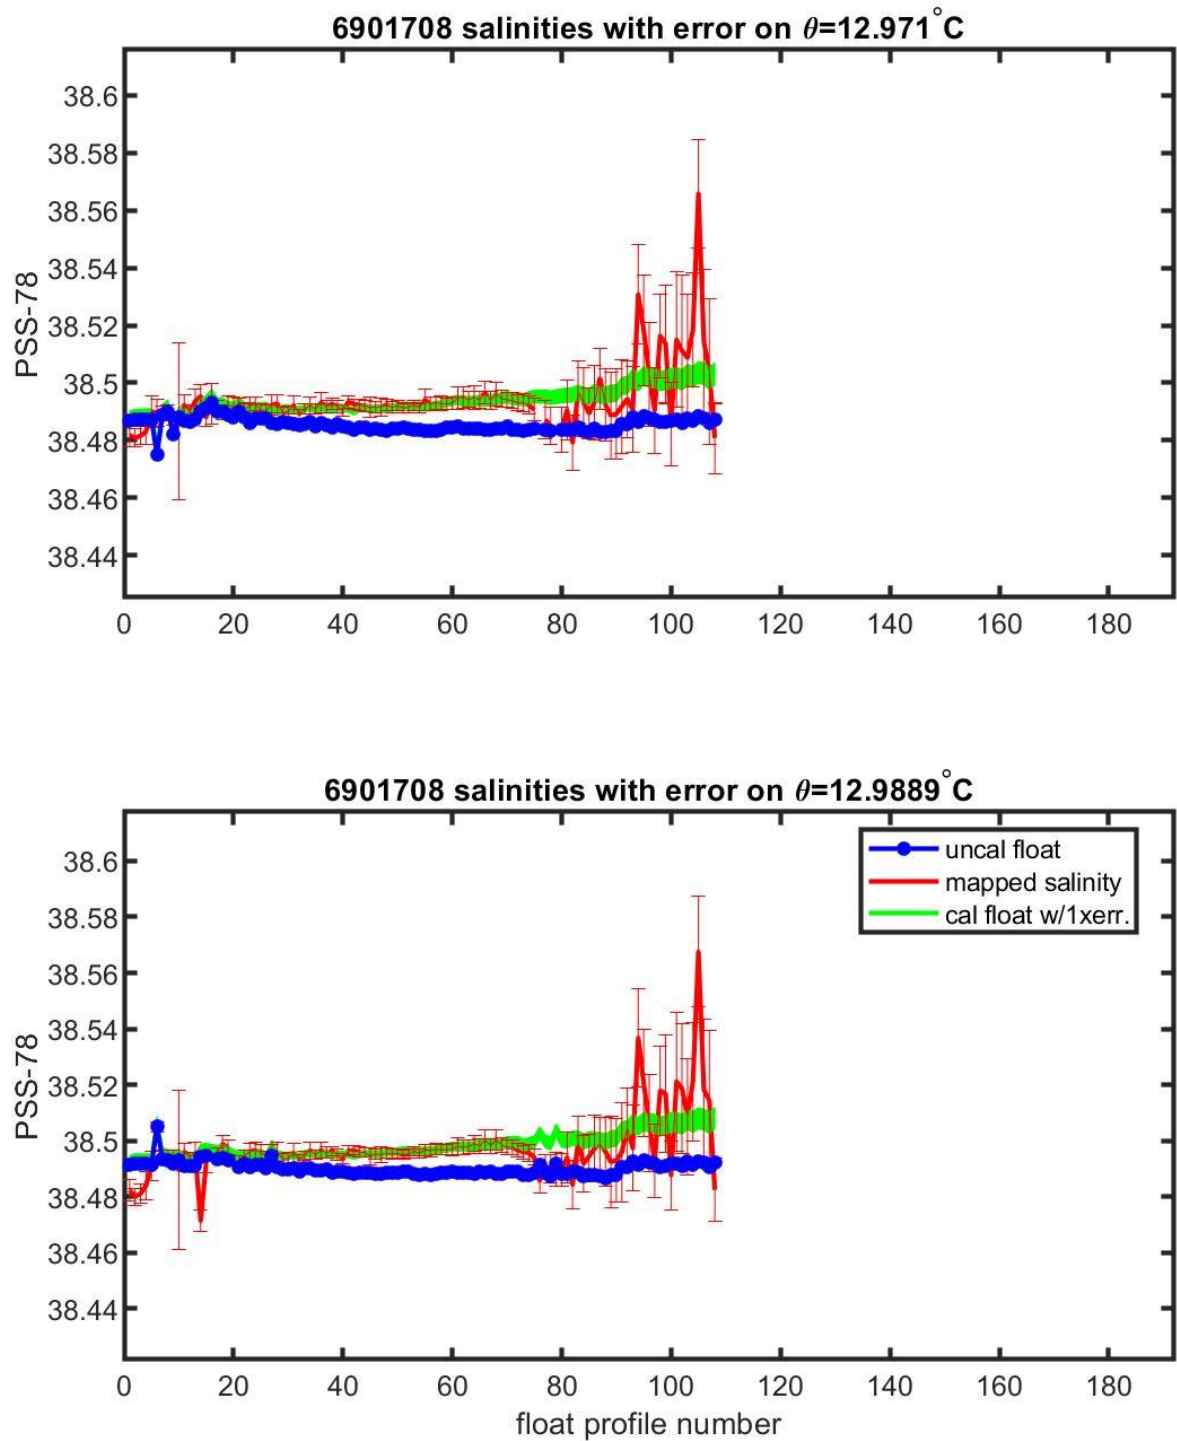 6901708 salinities with error on θ=12.971°C
38.6
38.58
38.56
38.54
38.52
38.5
38.48
38.46
38.44
PSS-78
0 20 40 60 80 100 120 140 160 180
6901708 salinities with error on θ=12.9889°C
uncal float
mapped salinity
cal float w/1xerr.
38.6
38.58
38.56
38.54
38.52
38.5
38.48
38.46
38.44
PSS-78
0 20 40 60 80 100 120 140 160 180
float profile number